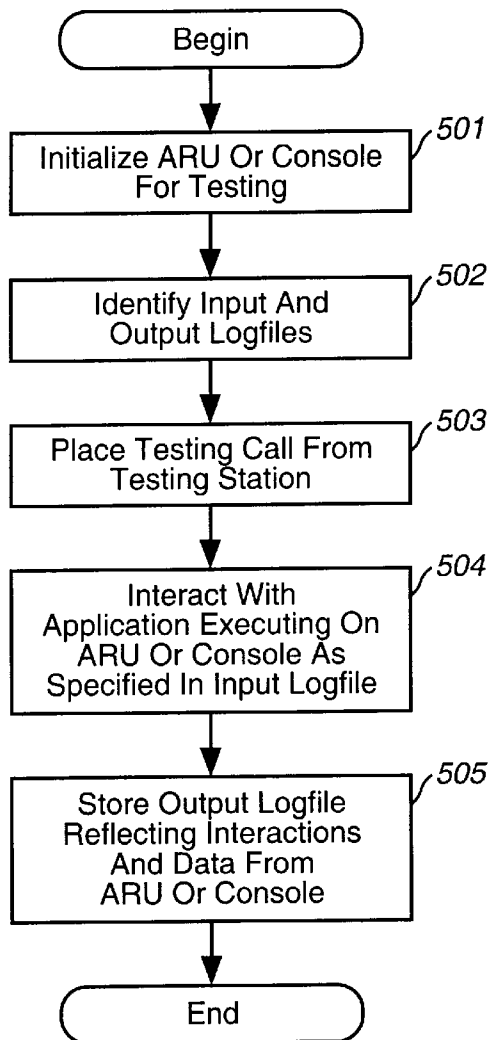 Begin
501
Initialize ARU Or Console
For Testing
502
Identify Input And
Output Logfiles
503
Place Testing Call From
Testing Station
504
Interact With
Application Executing On
ARU Or Console As
Specified In Input Logfile
505
Store Output Logfile
Reflecting Interactions
And Data From
ARU Or Console
End